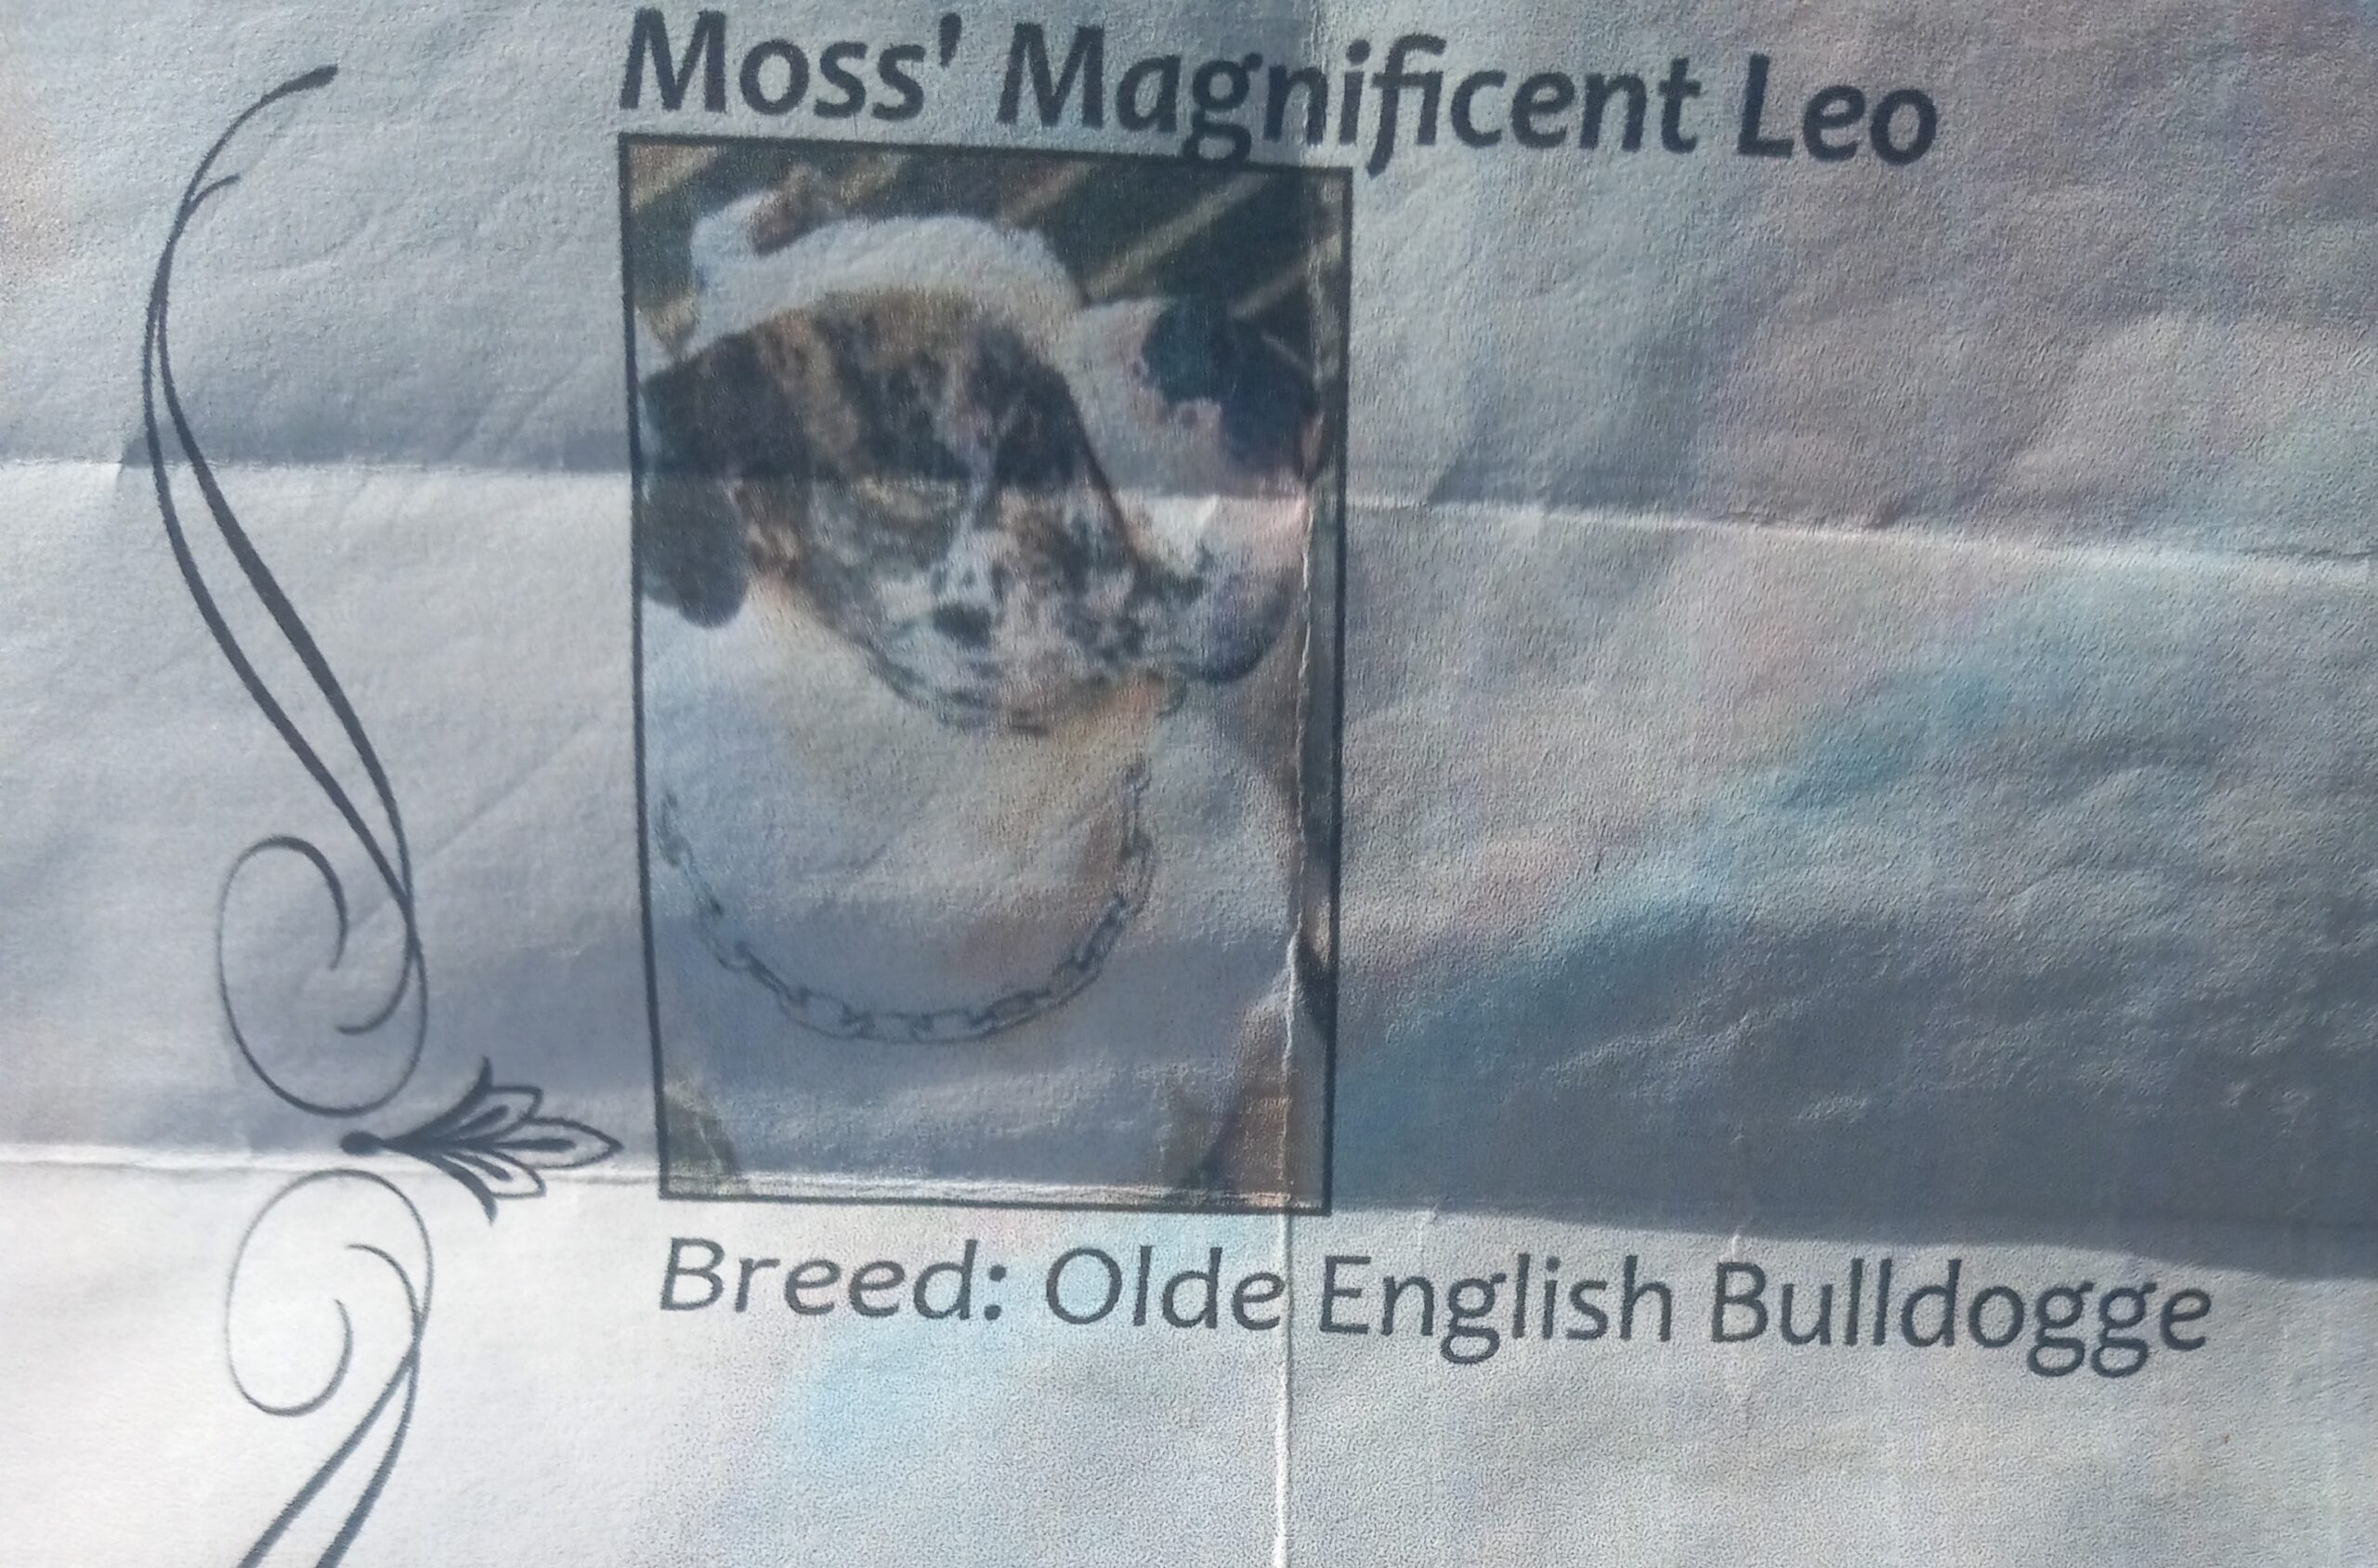 Moss' Magnificent Leo
Breed: Olde English Bulldogge